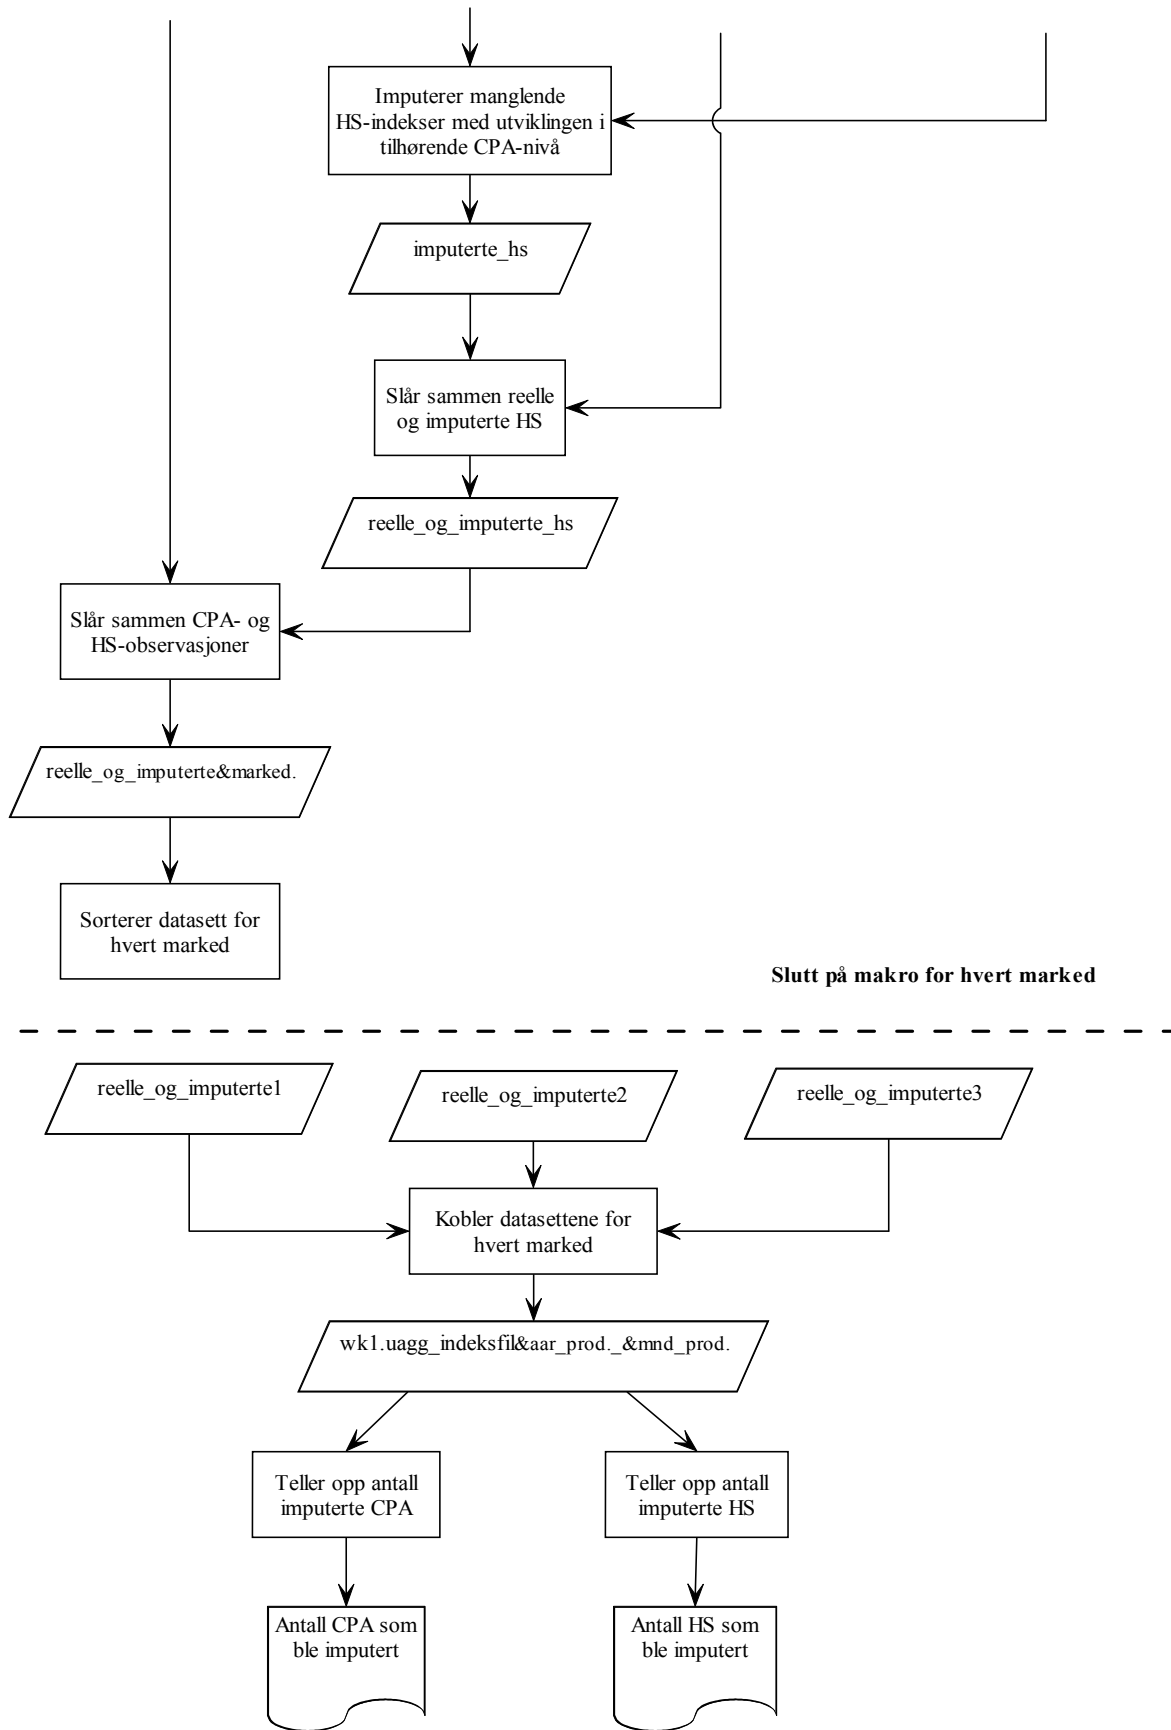 Imputerer manglende
HS-indekser med utviklingen i
tilhørende CPA-nivå
imputerte_hs
Slår sammen reelle
og imputerte HS
reelle_og_imputerte_hs
Slår sammen CPA- og
HS-observasjoner
reelle_og_imputerte&marked.
Sorterer datasett for
hvert marked
Slutt på makro for hvert marked
reelle_og_imputerte1
reelle_og_imputerte2
reelle_og_imputerte3
Kobler datasettene for
hvert marked
wk1.uagg_indeksfil&aar_prod._&mnd_prod.
Teller opp antall
imputerte CPA
Teller opp antall
imputerte HS
Antall CPA som
ble imputert
Antall HS som
ble imputert